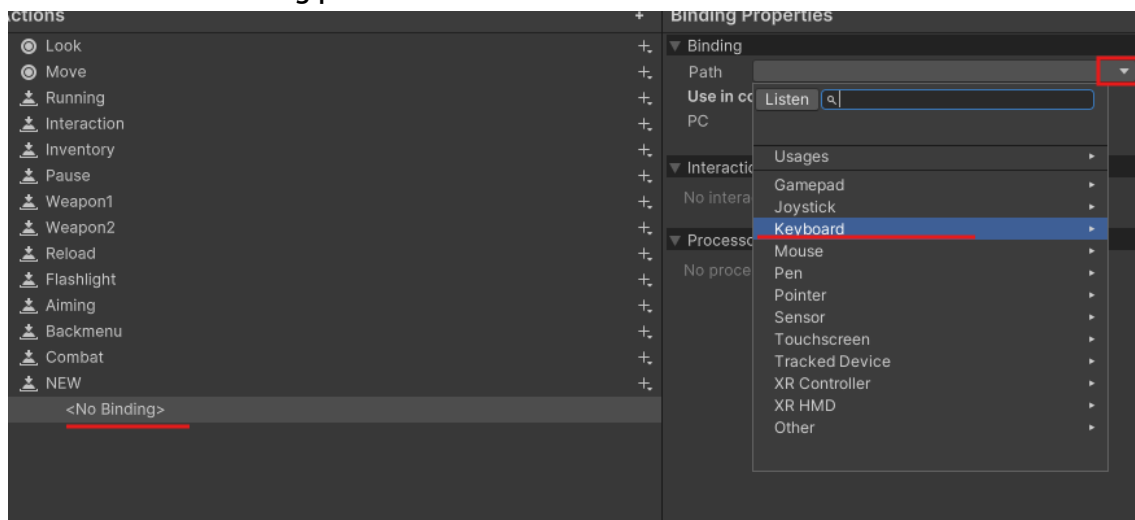 ctions + Binding Properties
Look
Move
Running
Interaction
Inventory
Pause
Weapon1
Weapon2
Reload
Flashlight
Aiming
Backmenu
Combat
NEW
<No Binding>
Binding
Path
Use in co
PC
Interactio
No intera
Processo
No proce
Listen
Usages
Gamepad
Joystick
Keyboard
Mouse
Pen
Pointer
Sensor
Touchscreen
Tracked Device
XR Controller
XR HMD
Other